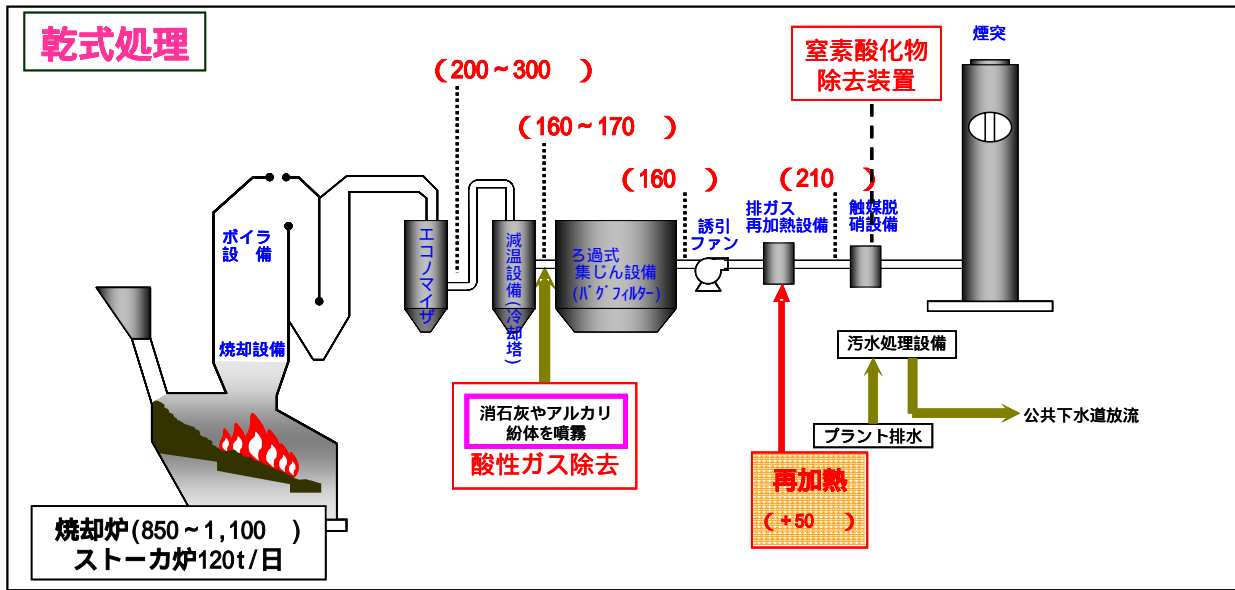 乾式処理
（200～300　）
（160～170　）
（160　）
（210　）
窒素酸化物
除去装置
煙突
ボイラ
設　備
焼却設備
エコノマイザ
減温設備(冷却塔)
ろ過式
集じん設備
(ﾊﾞｸﾞﾌｨﾙﾀｰ)
誘引
ファン
排ガス
再加熱設備
触媒脱
硝設備
消石灰やアルカリ
紛体を噴霧
酸性ガス除去
再加熱
（+50　）
汚水処理設備
プラント排水
公共下水道放流
焼却炉(850～1,100　)
ストーカ炉120t/日